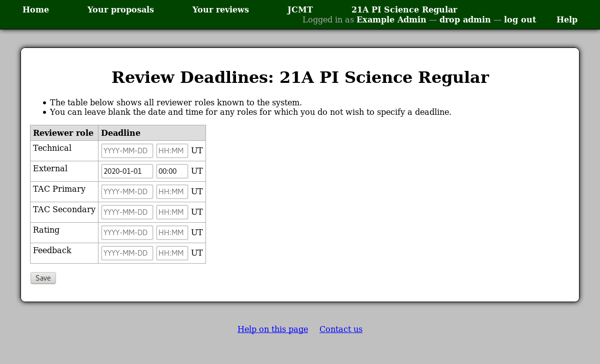 Home Your proposals Your reviews JCMT 21A PI Science Regular
Logged in as Example Admin — drop admin — log out Help
Review Deadlines: 21A PI Science Regular
• The table below shows all reviewer roles known to the system.
• You can leave blank the date and time for any roles for which you do not wish to specify a deadline.
Reviewer role Deadline
Technical YYYY-MM-DD HH:MM UT
External 2020-01-01 00:00 UT
TAC Primary YYYY-MM-DD HH:MM UT
TAC Secondary YYYY-MM-DD HH:MM UT
Rating YYYY-MM-DD HH:MM UT
Feedback YYYY-MM-DD HH:MM UT
Save
Help on this page Contact us